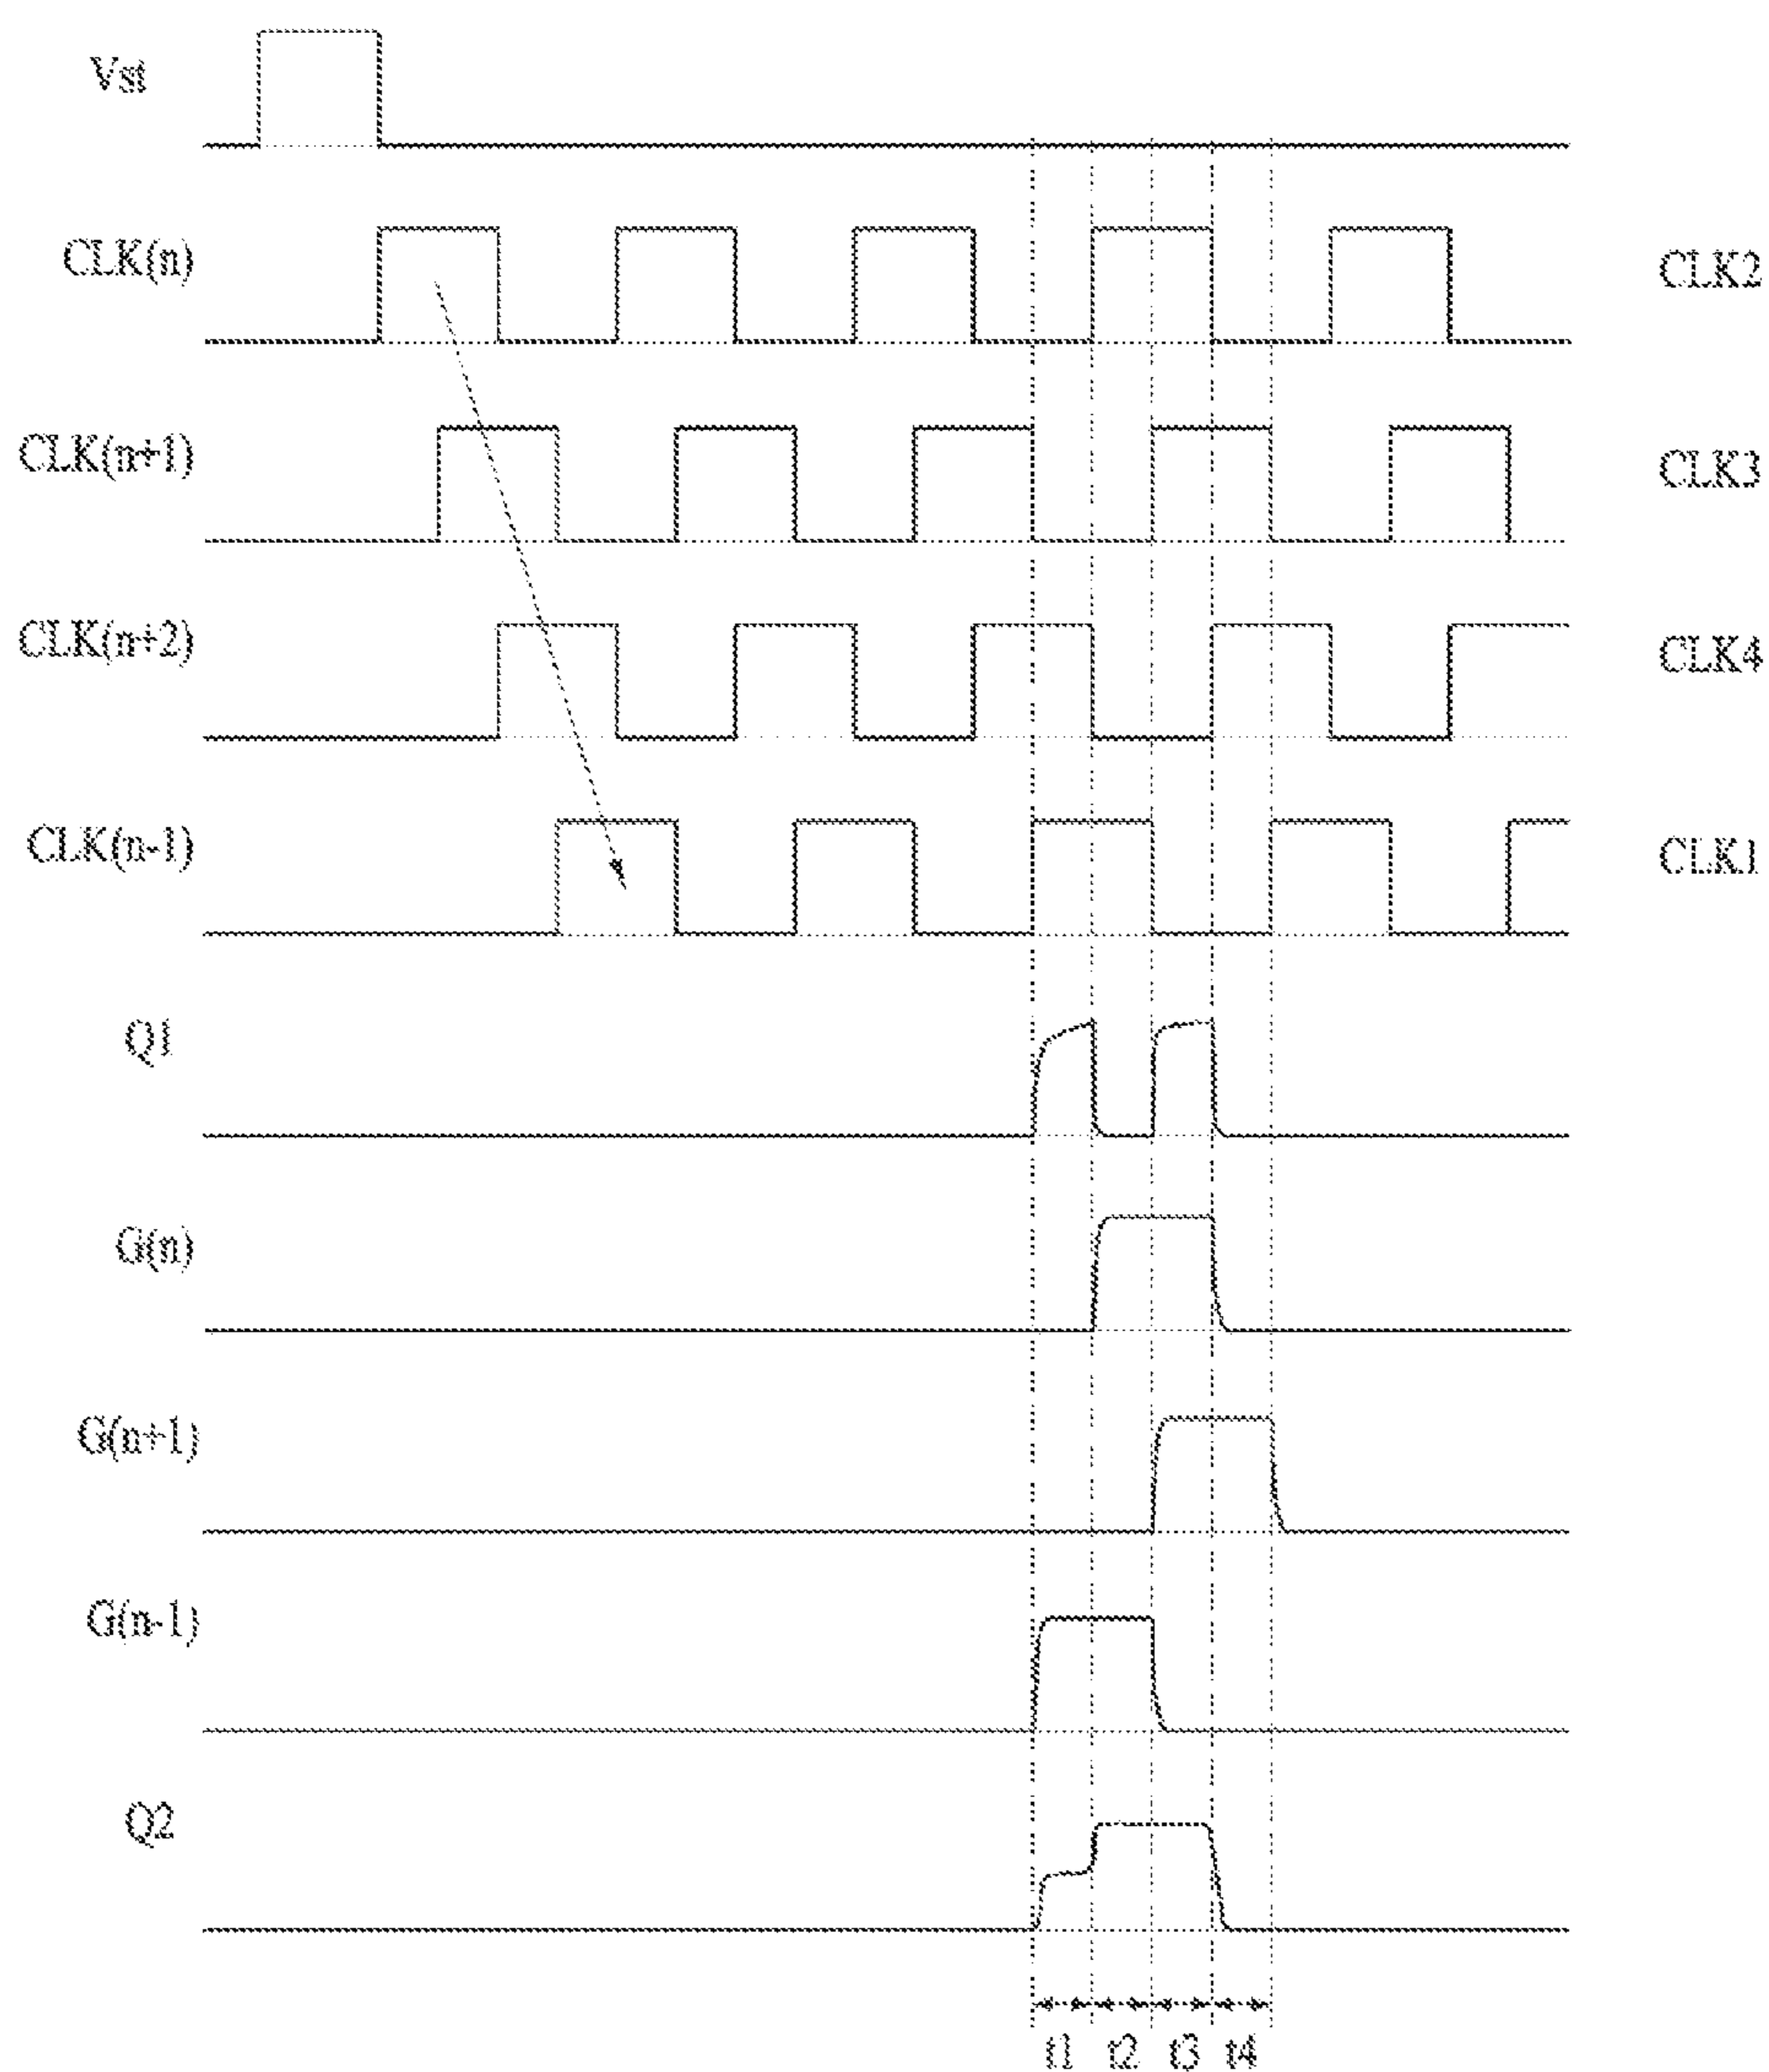 Vst
CLK(n) CLK2
CLK(n+1) CLK3
CLK(n+2) CLK4
CLK(n-1) CLK1
Q1
G(n)
G(n+1)
G(n-1)
Q2
t1 t2 t3 t4